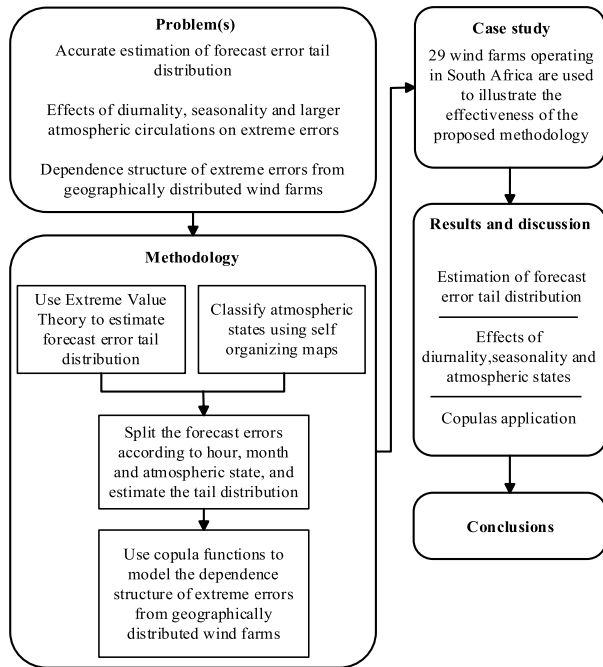 Problem(s)
Accurate estimation of forecast error tail
distribution
Effects of diurnality, seasonality and larger
atmospheric circulations on extreme errors
Dependence structure of extreme errors from
geographically distributed wind farms
Methodology
Use Extreme Value
Theory to estimate
forecast error tail
distribution
Classify atmospheric
states using self
organizing maps
Split the forecast errors
according to hour, month
and atmospheric state, and
estimate the tail distribution
Use copula functions to
model the dependence
structure of extreme errors
from geographically
distributed wind farms
Case study
29 wind farms operating
in South Africa are used
to illustrate the
effectiveness of the
proposed methodology
Results and discussion
Estimation of forecast
error tail distribution
Effects of
diurnality,seasonality and
atmospheric states
Copulas application
Conclusions